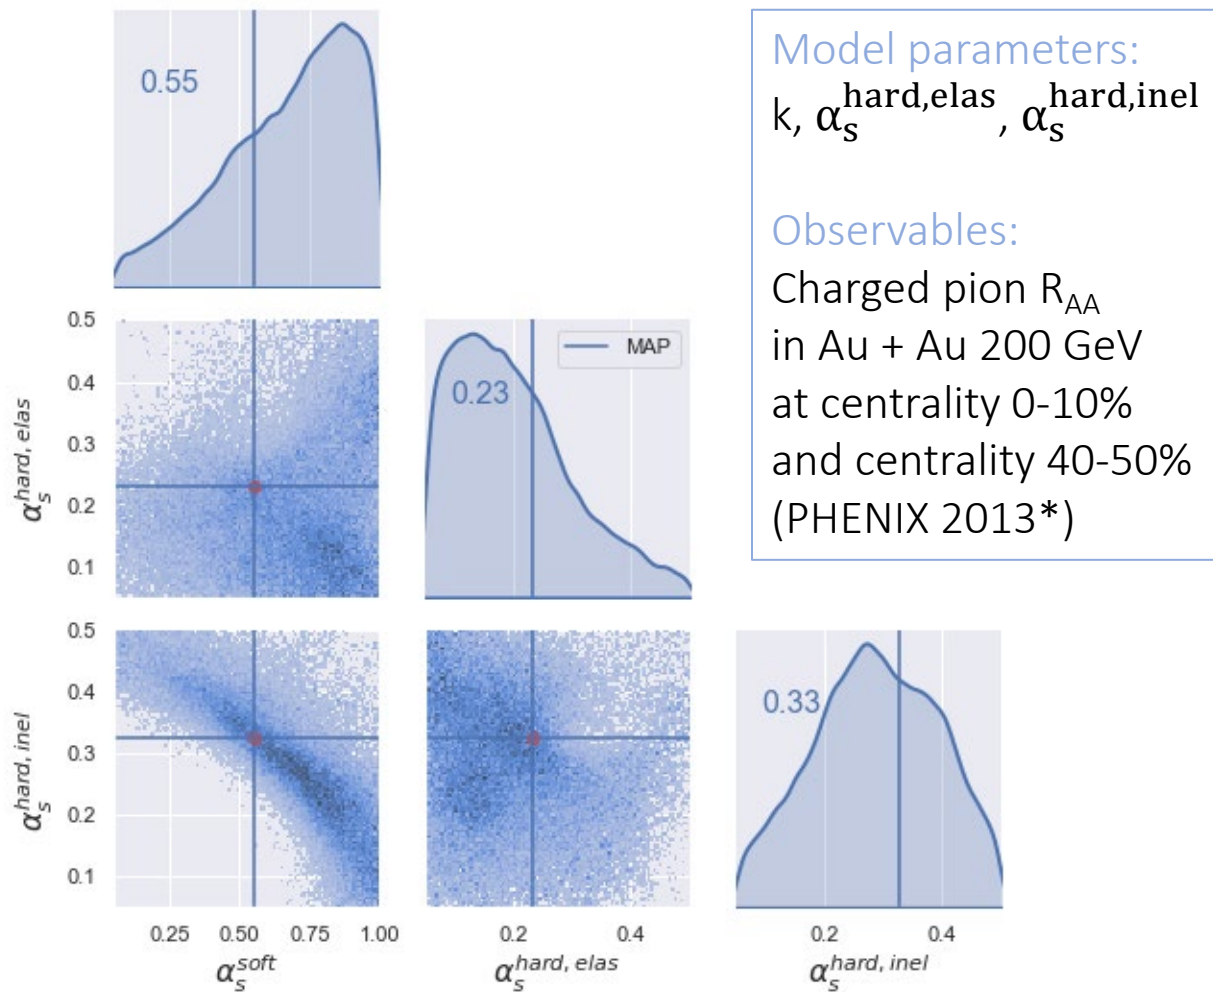 0.55
Model parameters:
k, αₛʰᵃʳᵈ,ᵉˡᵃˢ , αₛʰᵃʳᵈ,ⁱⁿᵉˡ
Observables:
Charged pion R_AA
in Au + Au 200 GeV
at centrality 0-10%
and centrality 40-50%
(PHENIX 2013*)
0.5
0.4
0.3
0.2
0.1
αₛʰᵃʳᵈ, ᵉˡᵃˢ
MAP
0.23
0.5
0.4
0.3
0.2
0.1
αₛʰᵃʳᵈ, ⁱⁿᵉˡ
0.33
0.25 0.50 0.75 1.00
αₛˢᵒᶠᵗ
0.2 0.4
αₛʰᵃʳᵈ, ᵉˡᵃˢ
0.2 0.4
αₛʰᵃʳᵈ, ⁱⁿᵉˡ